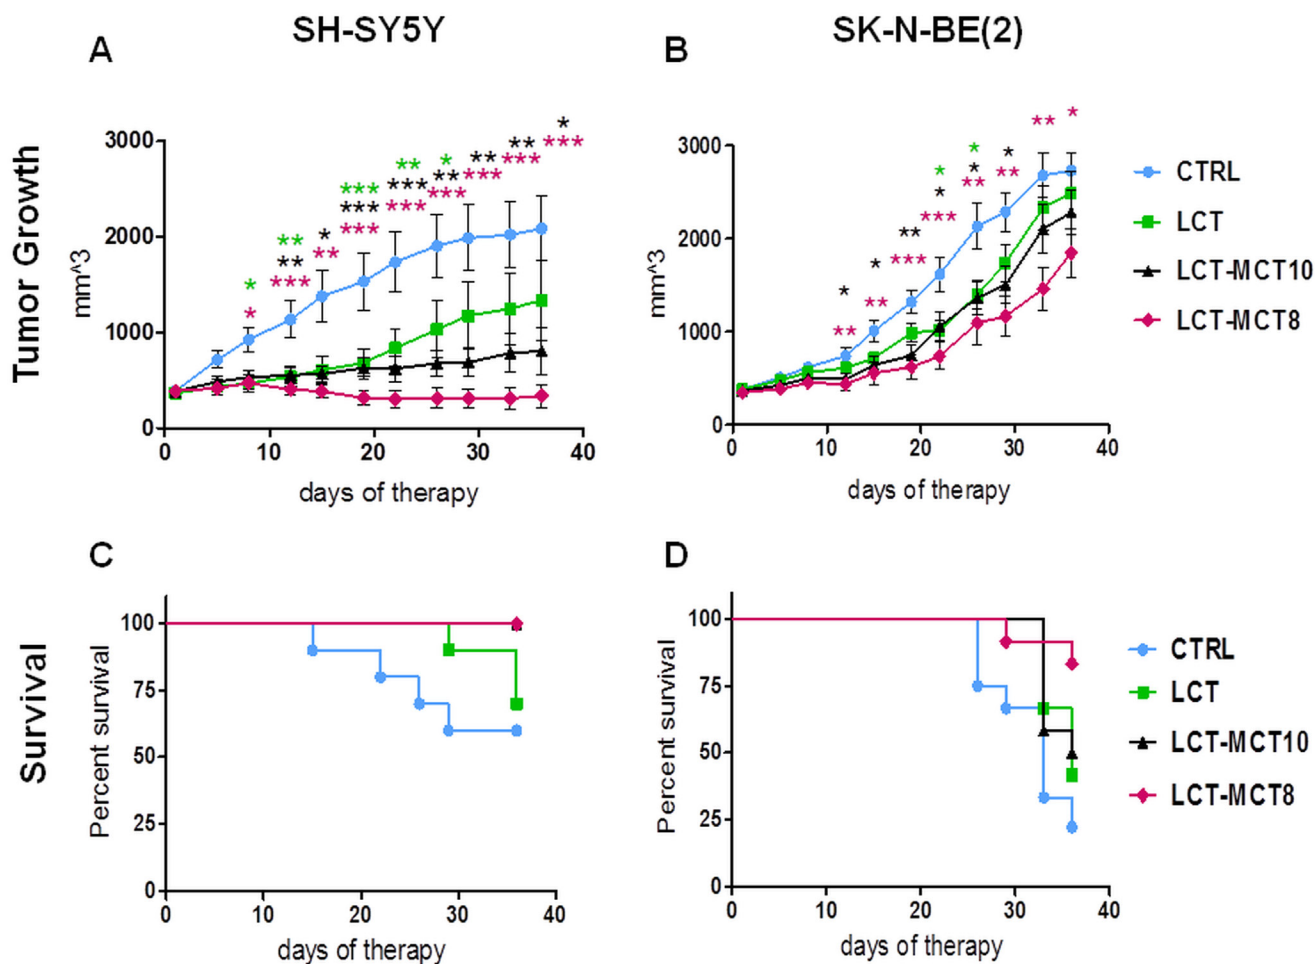 SH-SY5Y
SK-N-BE(2)
A
B
Tumor Growth
mm^3
3000
2000
1000
0
* *
** ** ***
* **
*** *** ***
** *** ***
* ** ***
** ***
** ***
* ***
0 10 20 30 40
days of therapy
mm^3
3000
2000
1000
0
* **
* **
** ***
* * ***
* * **
* **
**
*
0 10 20 30 40
days of therapy
CTRL
LCT
LCT-MCT10
LCT-MCT8
C
D
Survival
Percent survival
100
75
50
25
0
0 10 20 30 40
days of therapy
Percent survival
100
75
50
25
0
0 10 20 30 40
days of therapy
CTRL
LCT
LCT-MCT10
LCT-MCT8